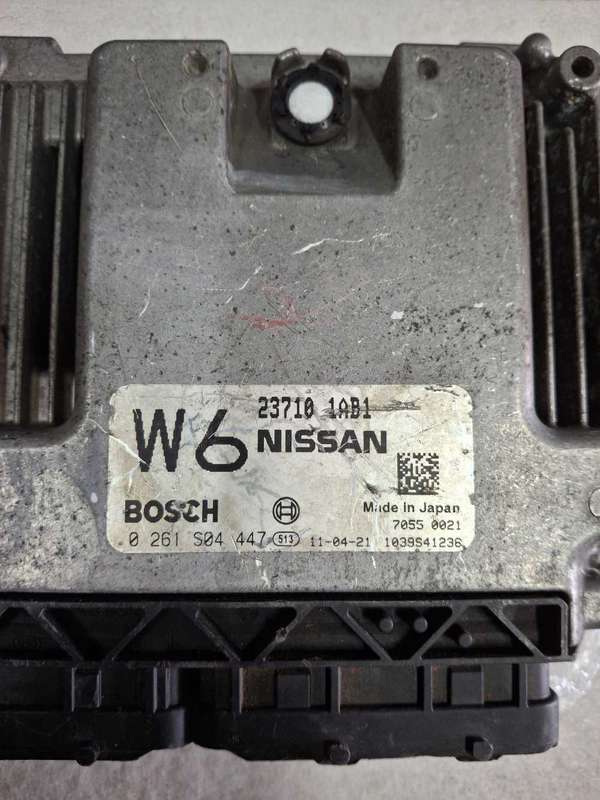 23710 1AB1
W6 NISSAN
BOSCH Made in Japan
7055 0021
0 261 S04 447 513 11-04-21 1039S41236